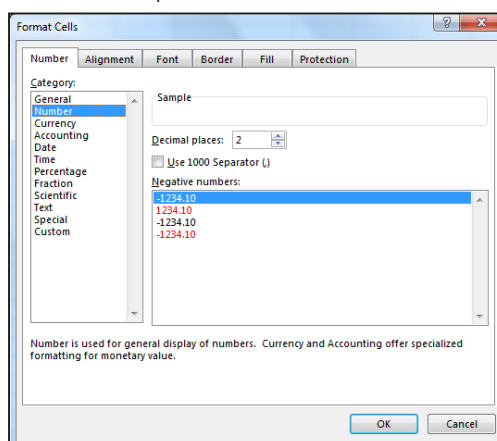 Format Cells
Number Alignment Font Border Fill Protection
Category:
General
Number
Currency
Accounting
Date
Time
Percentage
Fraction
Scientific
Text
Special
Custom
Sample
Decimal places: 2
Use 1000 Separator (,)
Negative numbers:
-1234.10
1234.10
-1234.10
-1234.10
Number is used for general display of numbers. Currency and Accounting offer specialized
formatting for monetary value.
OK Cancel